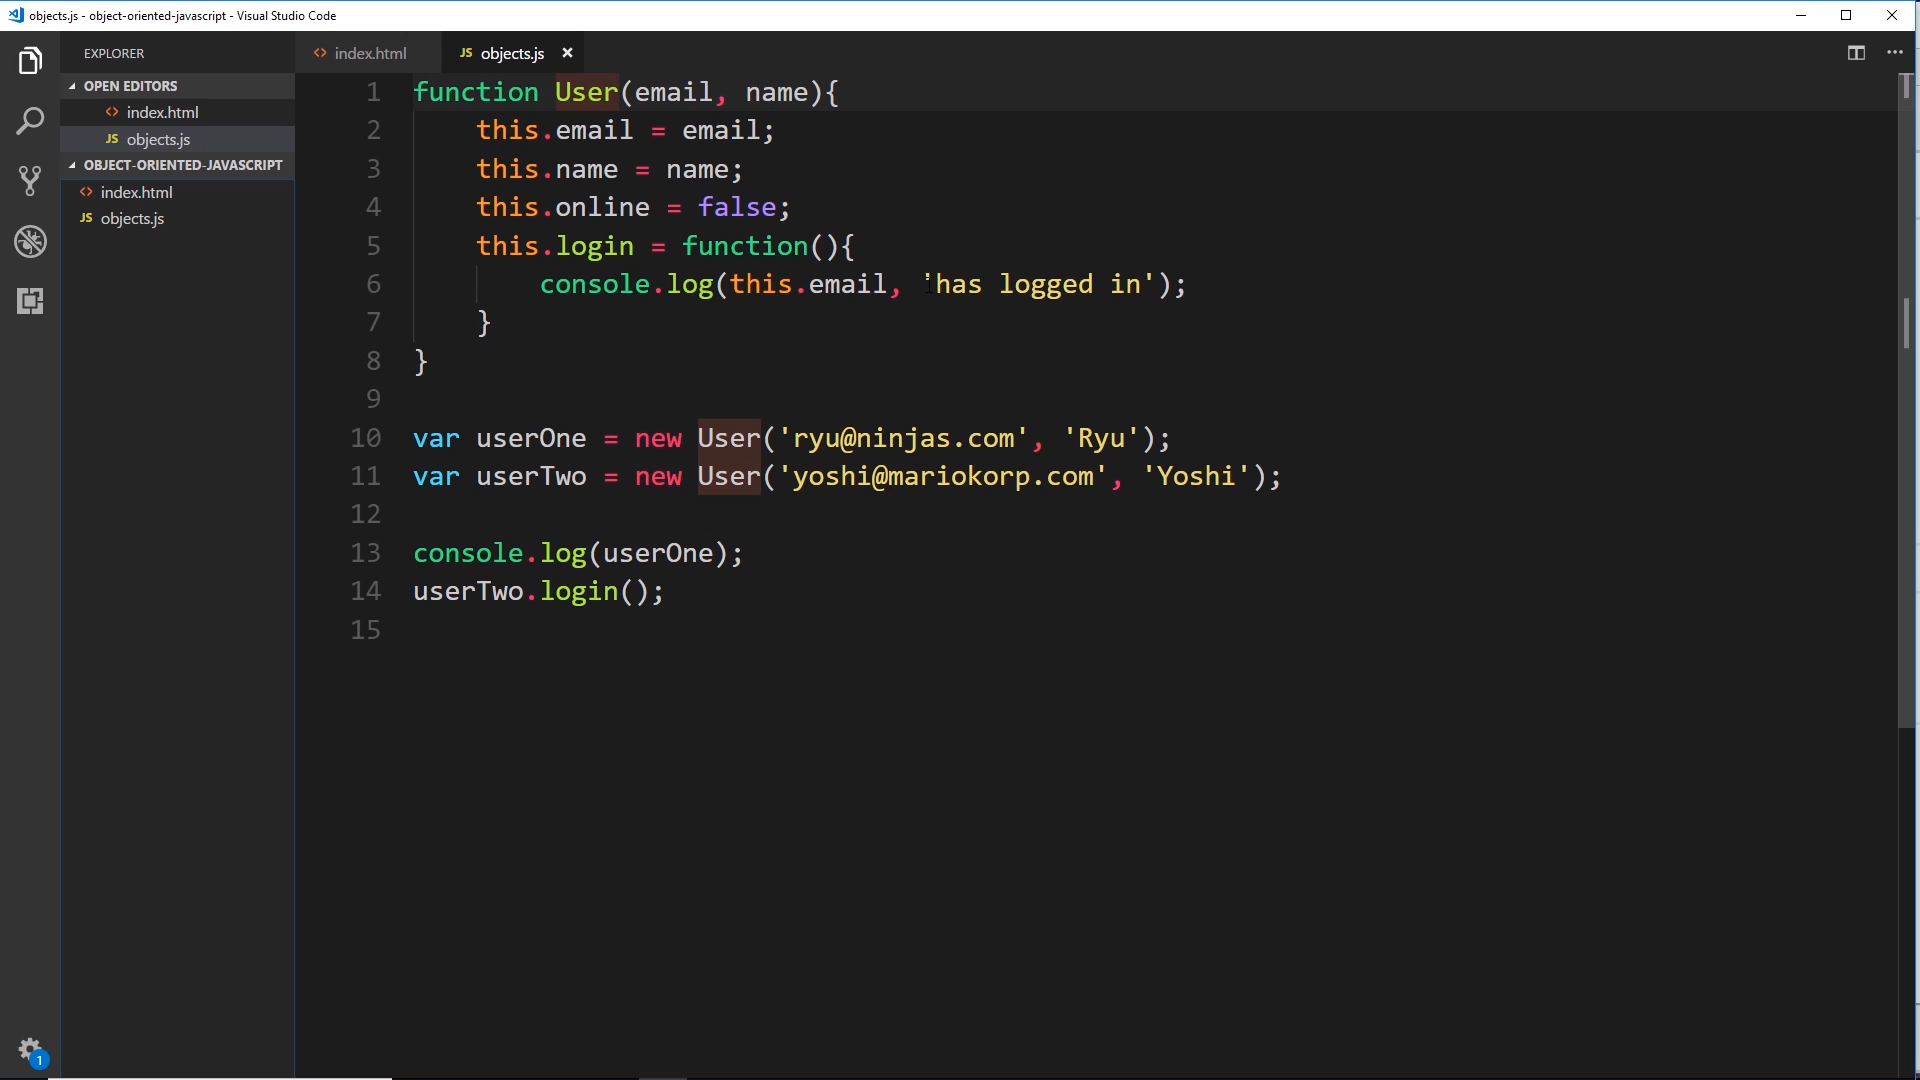 objects.js - object-oriented-javascript - Visual Studio Code
EXPLORER
OPEN EDITORS
<> index.html
JS objects.js
OBJECT-ORIENTED-JAVASCRIPT
<> index.html
JS objects.js
1
<> index.html JS objects.js ×
1 function User(email, name){
2     this.email = email;
3     this.name = name;
4     this.online = false;
5     this.login = function(){
6         console.log(this.email, 'has logged in');
7     }
8 }
9
10 var userOne = new User('ryu@ninjas.com', 'Ryu');
11 var userTwo = new User('yoshi@mariokorp.com', 'Yoshi');
12
13 console.log(userOne);
14 userTwo.login();
15